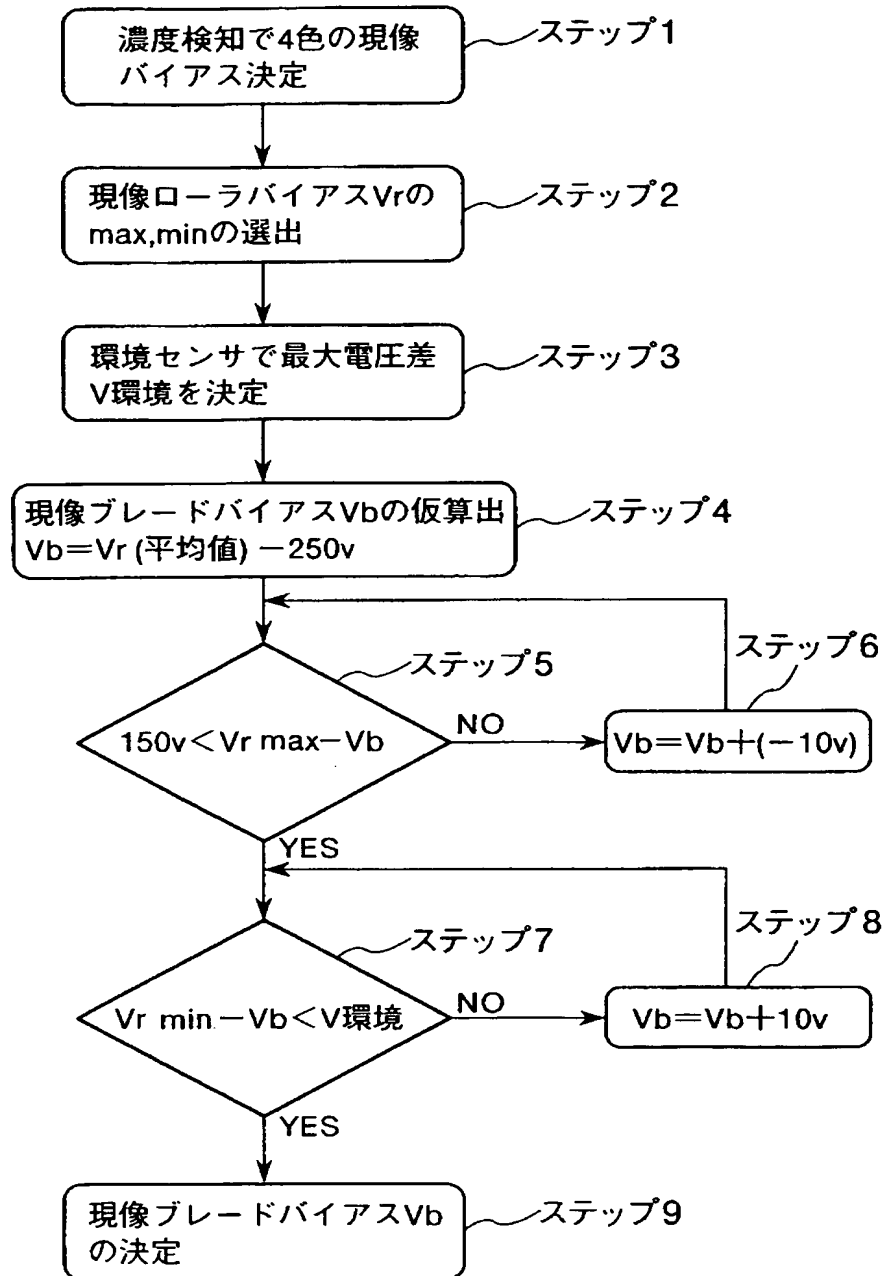 濃度検知で4色の現像
バイアス決定
ステップ1
現像ローラバイアスVrの
max,minの選出
ステップ2
環境センサで最大電圧差
V環境を決定
ステップ3
現像ブレードバイアスVbの仮算出
Vb=Vr(平均値)-250v
ステップ4
ステップ5
150v<Vr max-Vb
NO
ステップ6
Vb=Vb+(-10v)
YES
ステップ7
Vr min-Vb<V環境
NO
ステップ8
Vb=Vb+10v
YES
現像ブレードバイアスVb
の決定
ステップ9